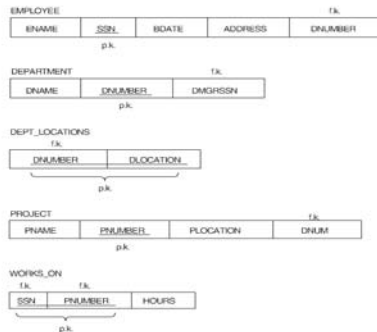 EMPLOYEE
f.k.
ENAME SSN BDATE ADDRESS DNUMBER
p.k.
DEPARTMENT
f.k.
DNAME DNUMBER DMGRSSN
p.k.
DEPT_LOCATIONS
f.k.
DNUMBER DLOCATION
p.k.
PROJECT
f.k.
PNAME PNUMBER PLOCATION DNUM
p.k.
WORKS_ON
f.k. f.k.
SSN PNUMBER HOURS
p.k.